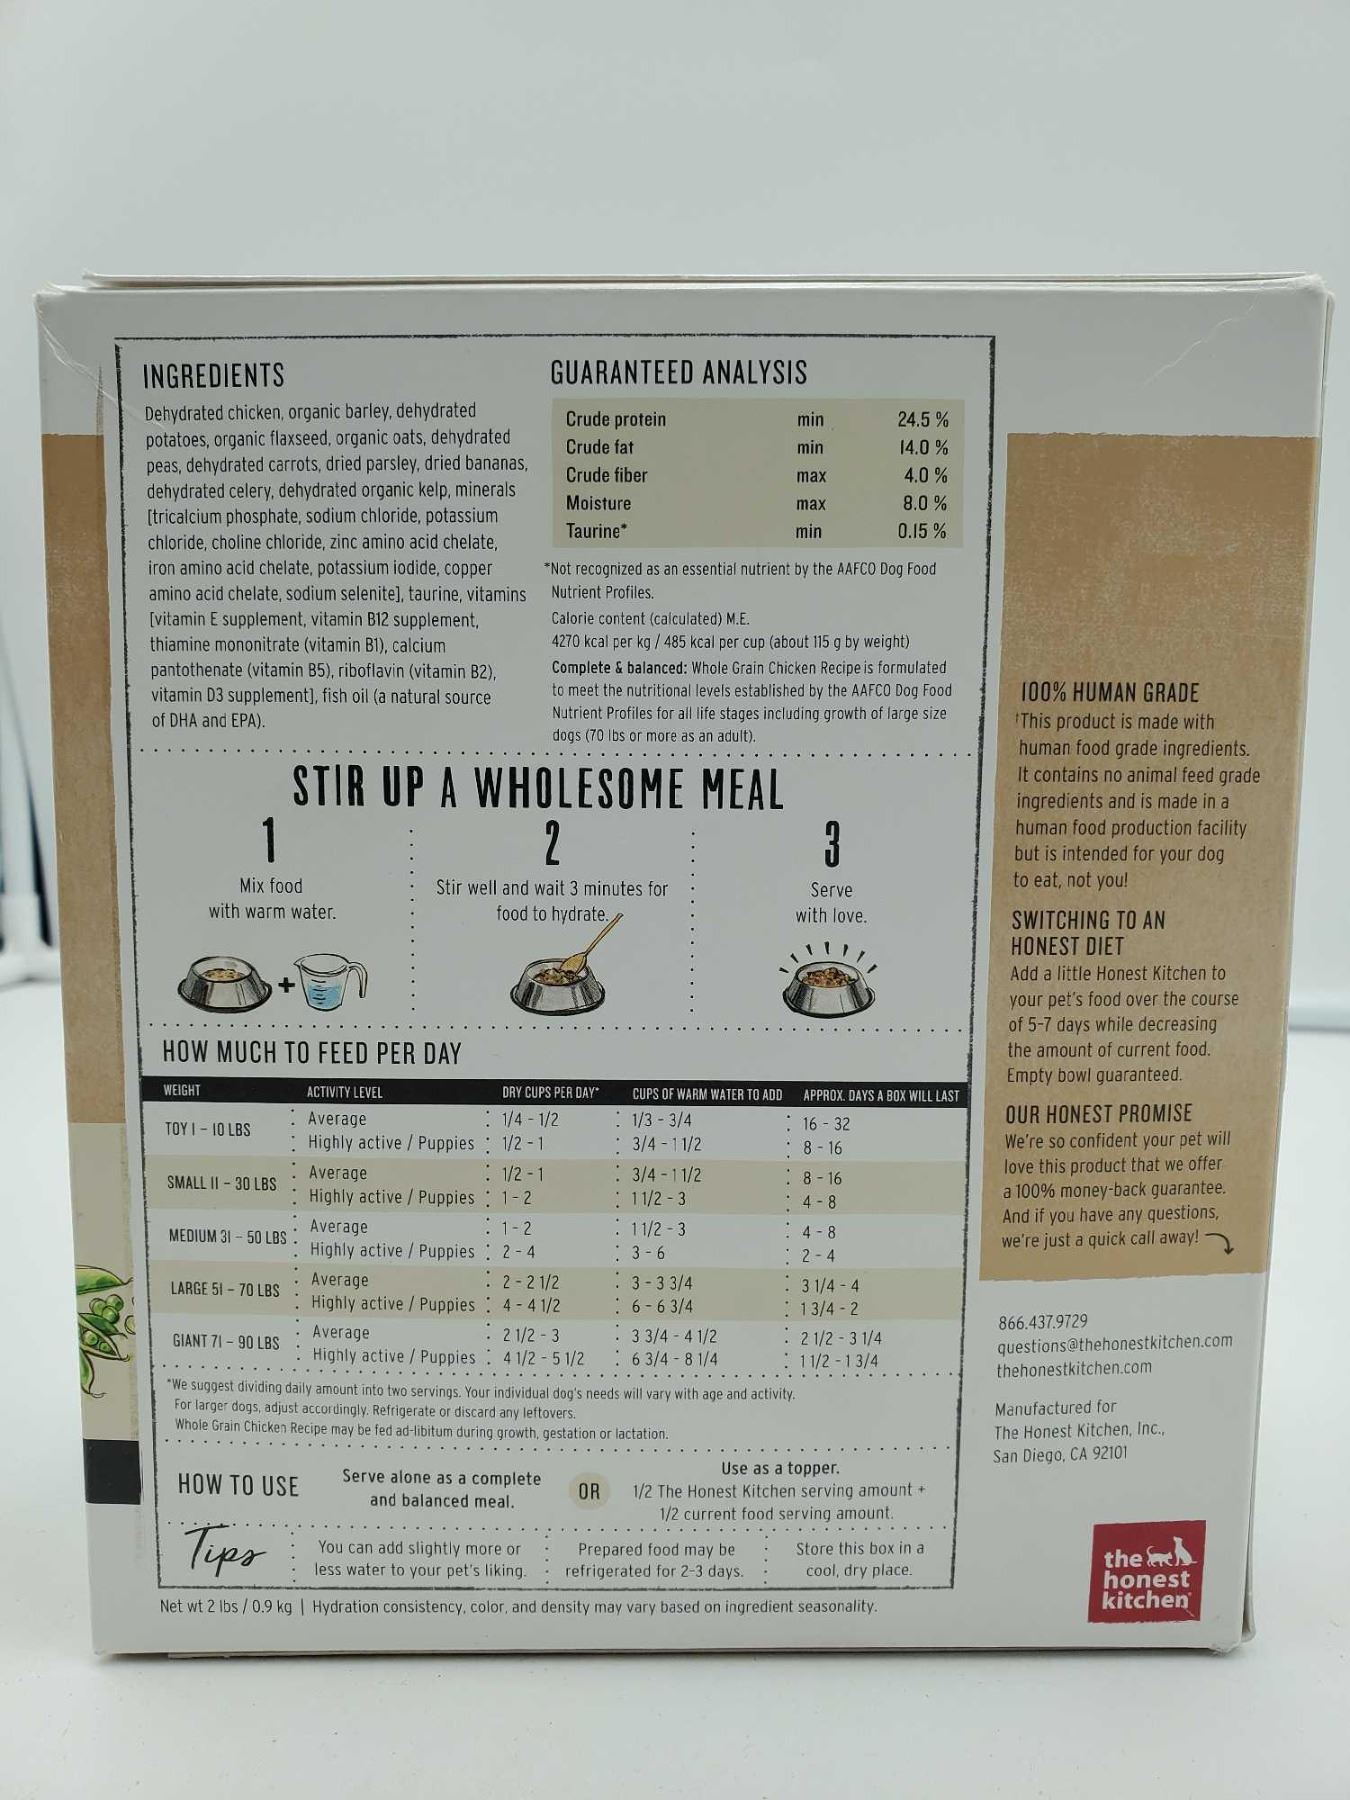 INGREDIENTS
Dehydrated chicken, organic barley, dehydrated
potatoes, organic flaxseed, organic oats, dehydrated
peas, dehydrated carrots, dried parsley, dried bananas,
dehydrated celery, dehydrated organic kelp, minerals
[tricalcium phosphate, sodium chloride, potassium
chloride, choline chloride, zinc amino acid chelate,
iron amino acid chelate, potassium iodide, copper
amino acid chelate, sodium selenite], taurine, vitamins
[vitamin E supplement, vitamin B12 supplement,
thiamine mononitrate (vitamin B1), calcium
pantothenate (vitamin B5), riboflavin (vitamin B2),
vitamin D3 supplement], fish oil (a natural source
of DHA and EPA).
GUARANTEED ANALYSIS
Crude protein min 24.5 %
Crude fat min 14.0 %
Crude fiber max 4.0 %
Moisture max 8.0 %
Taurine* min 0.15 %
*Not recognized as an essential nutrient by the AAFCO Dog Food
Nutrient Profiles.
Calorie content (calculated) M.E.
4270 kcal per kg / 485 kcal per cup (about 115 g by weight)
Complete & balanced: Whole Grain Chicken Recipe is formulated
to meet the nutritional levels established by the AAFCO Dog Food
Nutrient Profiles for all life stages including growth of large size
dogs (70 lbs or more as an adult).
STIR UP A WHOLESOME MEAL
1
Mix food
with warm water.
+
2
Stir well and wait 3 minutes for
food to hydrate.
3
Serve
with love.
HOW MUCH TO FEED PER DAY
WEIGHT ACTIVITY LEVEL DRY CUPS PER DAY* CUPS OF WARM WATER TO ADD APPROX. DAYS A BOX WILL LAST
TOY 1 – 10 LBS Average 1/4 - 1/2 1/3 - 3/4 16 - 32
Highly active / Puppies 1/2 - 1 3/4 - 1 1/2 8 - 16
SMALL 11 – 30 LBS Average 1/2 - 1 3/4 - 1 1/2 8 - 16
Highly active / Puppies 1 - 2 1 1/2 - 3 4 - 8
MEDIUM 31 – 50 LBS Average 1 - 2 1 1/2 - 3 4 - 8
Highly active / Puppies 2 - 4 3 - 6 2 - 4
LARGE 51 – 70 LBS Average 2 - 2 1/2 3 - 3 3/4 3 1/4 - 4
Highly active / Puppies 4 - 4 1/2 6 - 6 3/4 1 3/4 - 2
GIANT 71 – 90 LBS Average 2 1/2 - 3 3 3/4 - 4 1/2 2 1/2 - 3 1/4
Highly active / Puppies 4 1/2 - 5 1/2 6 3/4 - 8 1/4 1 1/2 - 1 3/4
*We suggest dividing daily amount into two servings. Your individual dog's needs will vary with age and activity.
For larger dogs, adjust accordingly. Refrigerate or discard any leftovers.
Whole Grain Chicken Recipe may be fed ad-libitum during growth, gestation or lactation.
HOW TO USE
Serve alone as a complete
and balanced meal.
OR
Use as a topper.
1/2 The Honest Kitchen serving amount +
1/2 current food serving amount.
Tips
You can add slightly more or
less water to your pet's liking.
Prepared food may be
refrigerated for 2-3 days.
Store this box in a
cool, dry place.
Net wt 2 lbs / 0.9 kg | Hydration consistency, color, and density may vary based on ingredient seasonality.
100% HUMAN GRADE
†This product is made with
human food grade ingredients.
It contains no animal feed grade
ingredients and is made in a
human food production facility
but is intended for your dog
to eat, not you!
SWITCHING TO AN
HONEST DIET
Add a little Honest Kitchen to
your pet's food over the course
of 5-7 days while decreasing
the amount of current food.
Empty bowl guaranteed.
OUR HONEST PROMISE
We're so confident your pet will
love this product that we offer
a 100% money-back guarantee.
And if you have any questions,
we're just a quick call away!
866.437.9729
questions@thehonestkitchen.com
thehonestkitchen.com
Manufactured for
The Honest Kitchen, Inc.,
San Diego, CA 92101
the
honest
kitchen